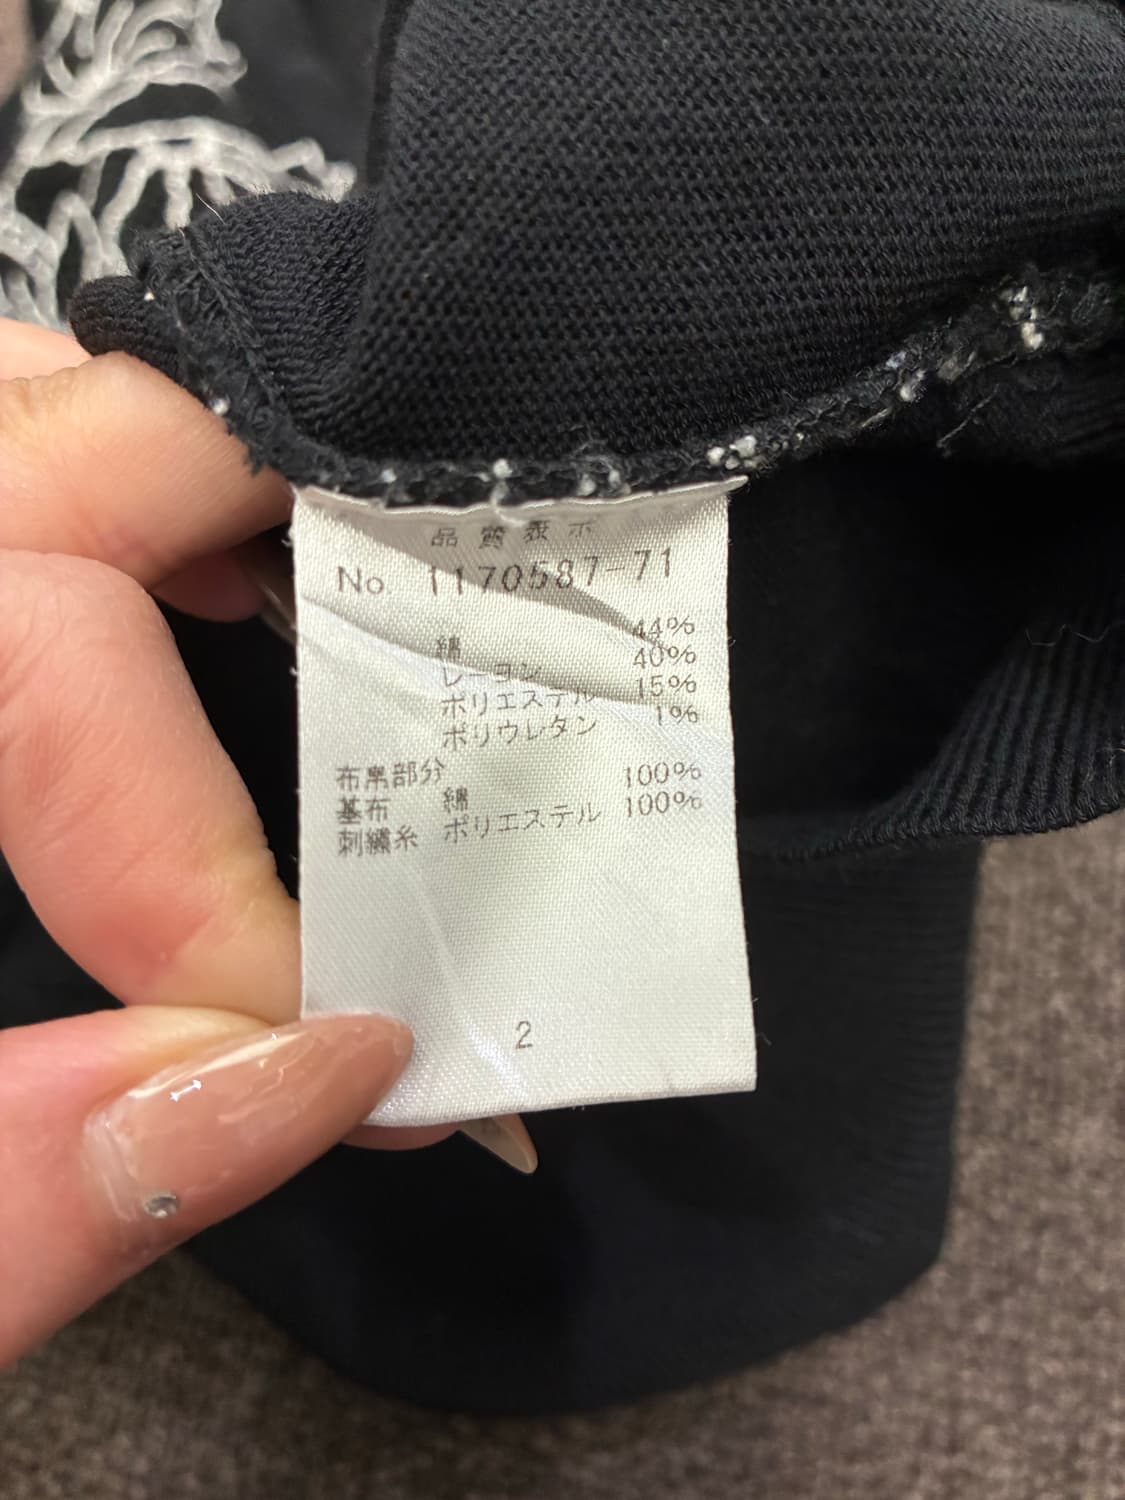 品質表示
No 1170587-71
綿 44%
レーヨン 40%
ポリエステル 15%
ポリウレタン 1%
布帛部分
基布 綿 100%
刺繍糸 ポリエステル 100%
2